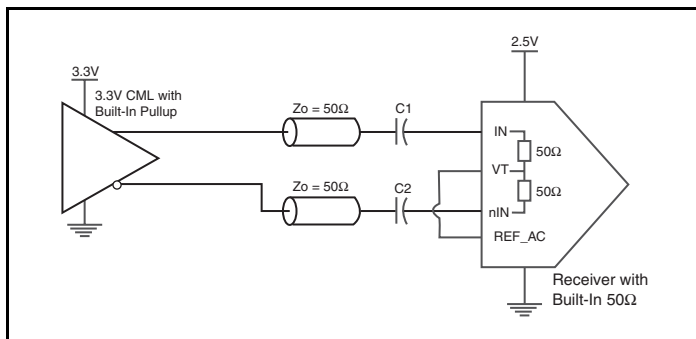 2.5V
3.3V
3.3V CML with
Built-In Pullup
Zo = 50Ω
C1
IN
50Ω
VT
50Ω
Zo = 50Ω
C2
nIN
REF_AC
Receiver with
Built-In 50Ω